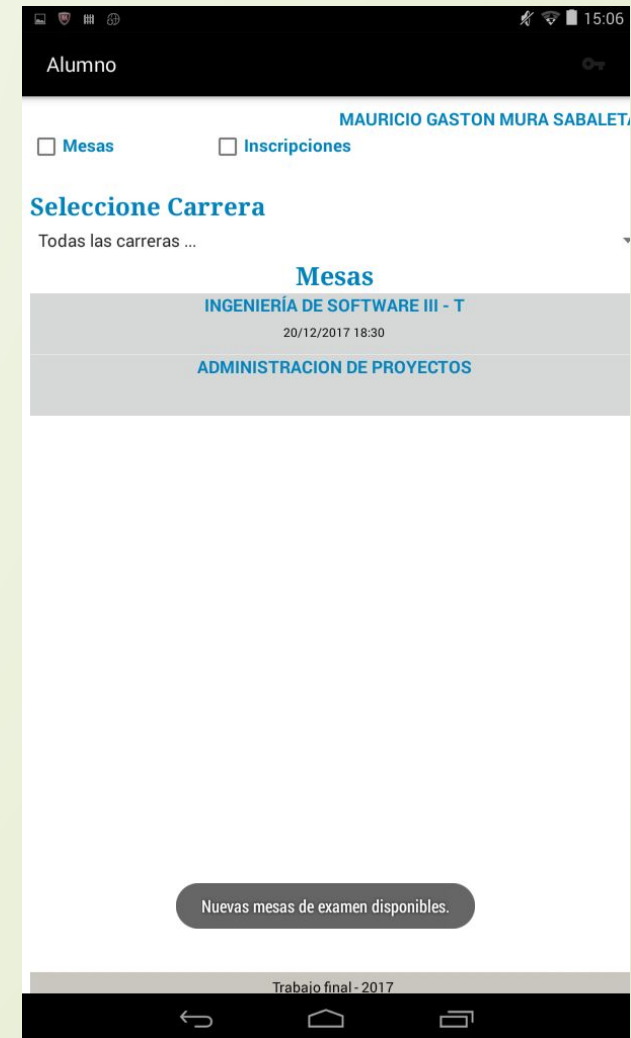 15:06
Alumno
MAURICIO GASTON MURA SABALETA
Mesas Inscripciones
Seleccione Carrera
Todas las carreras ...
Mesas
INGENIERÍA DE SOFTWARE III - T
20/12/2017 18:30
ADMINISTRACION DE PROYECTOS
Nuevas mesas de examen disponibles.
Trabajo final - 2017